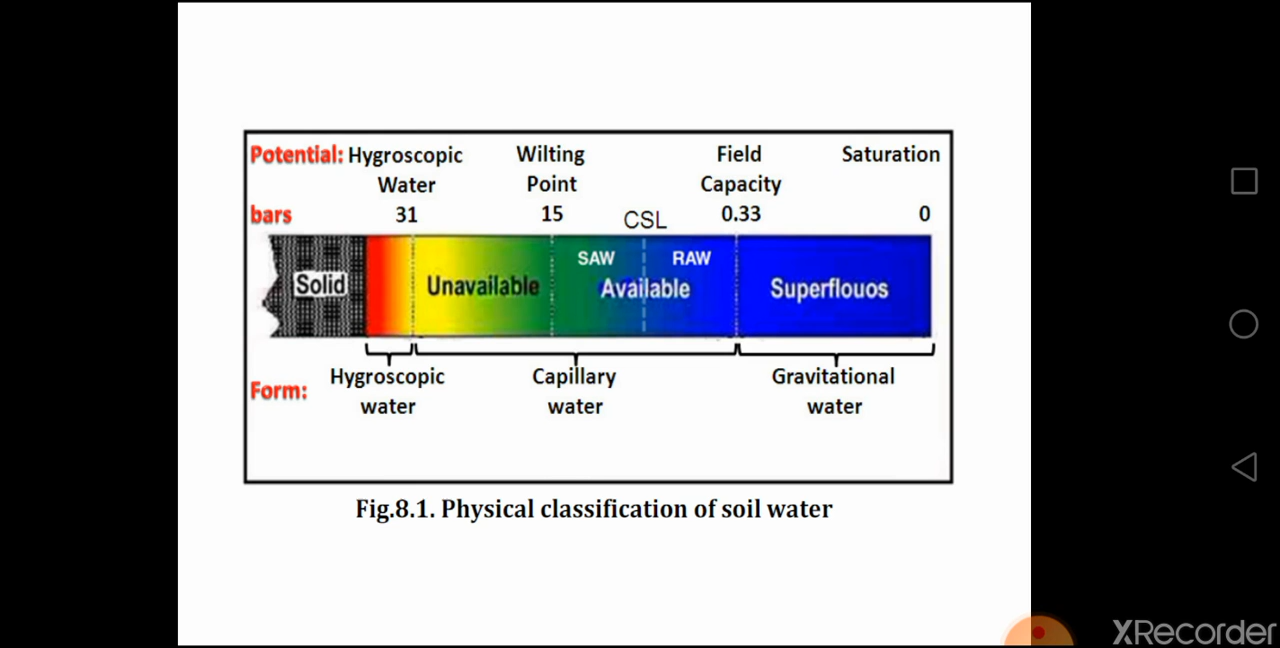 Potential: Hygroscopic Wilting Field Saturation
Water Point Capacity
bars 31 15 CSL 0.33 0
SAW RAW
Solid Unavailable Available Superflouos
Hygroscopic Capillary Gravitational
Form:
water water water
Fig.8.1. Physical classification of soil water
XRecorder